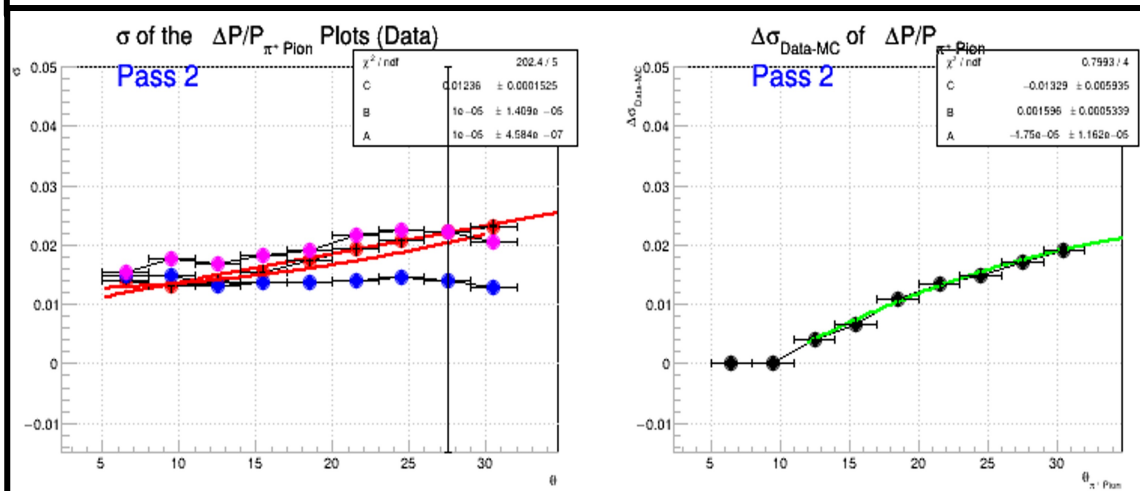 σ of the ΔP/P π⁺ Pion Plots (Data)
Pass 2
χ² / ndf 202.4 / 5
C 0.01236 ± 0.0001525
B 1e−05 ± 1.409e −05
A 1e−05 ± 4.584e −07
σ
0.05
0.04
0.03
0.02
0.01
0
−0.01
5 10 15 20 25 30
θ
Δσ Data-MC of ΔP/P π⁺ Pion
Pass 2
χ² / ndf 0.7993 / 4
C −0.01329 ± 0.005935
B 0.001596 ± 0.0005339
A −1.75e−05 ± 1.162e−05
Δσ Data-MC
0.05
0.04
0.03
0.02
0.01
0
−0.01
5 10 15 20 25 30
θ π⁺ Pion